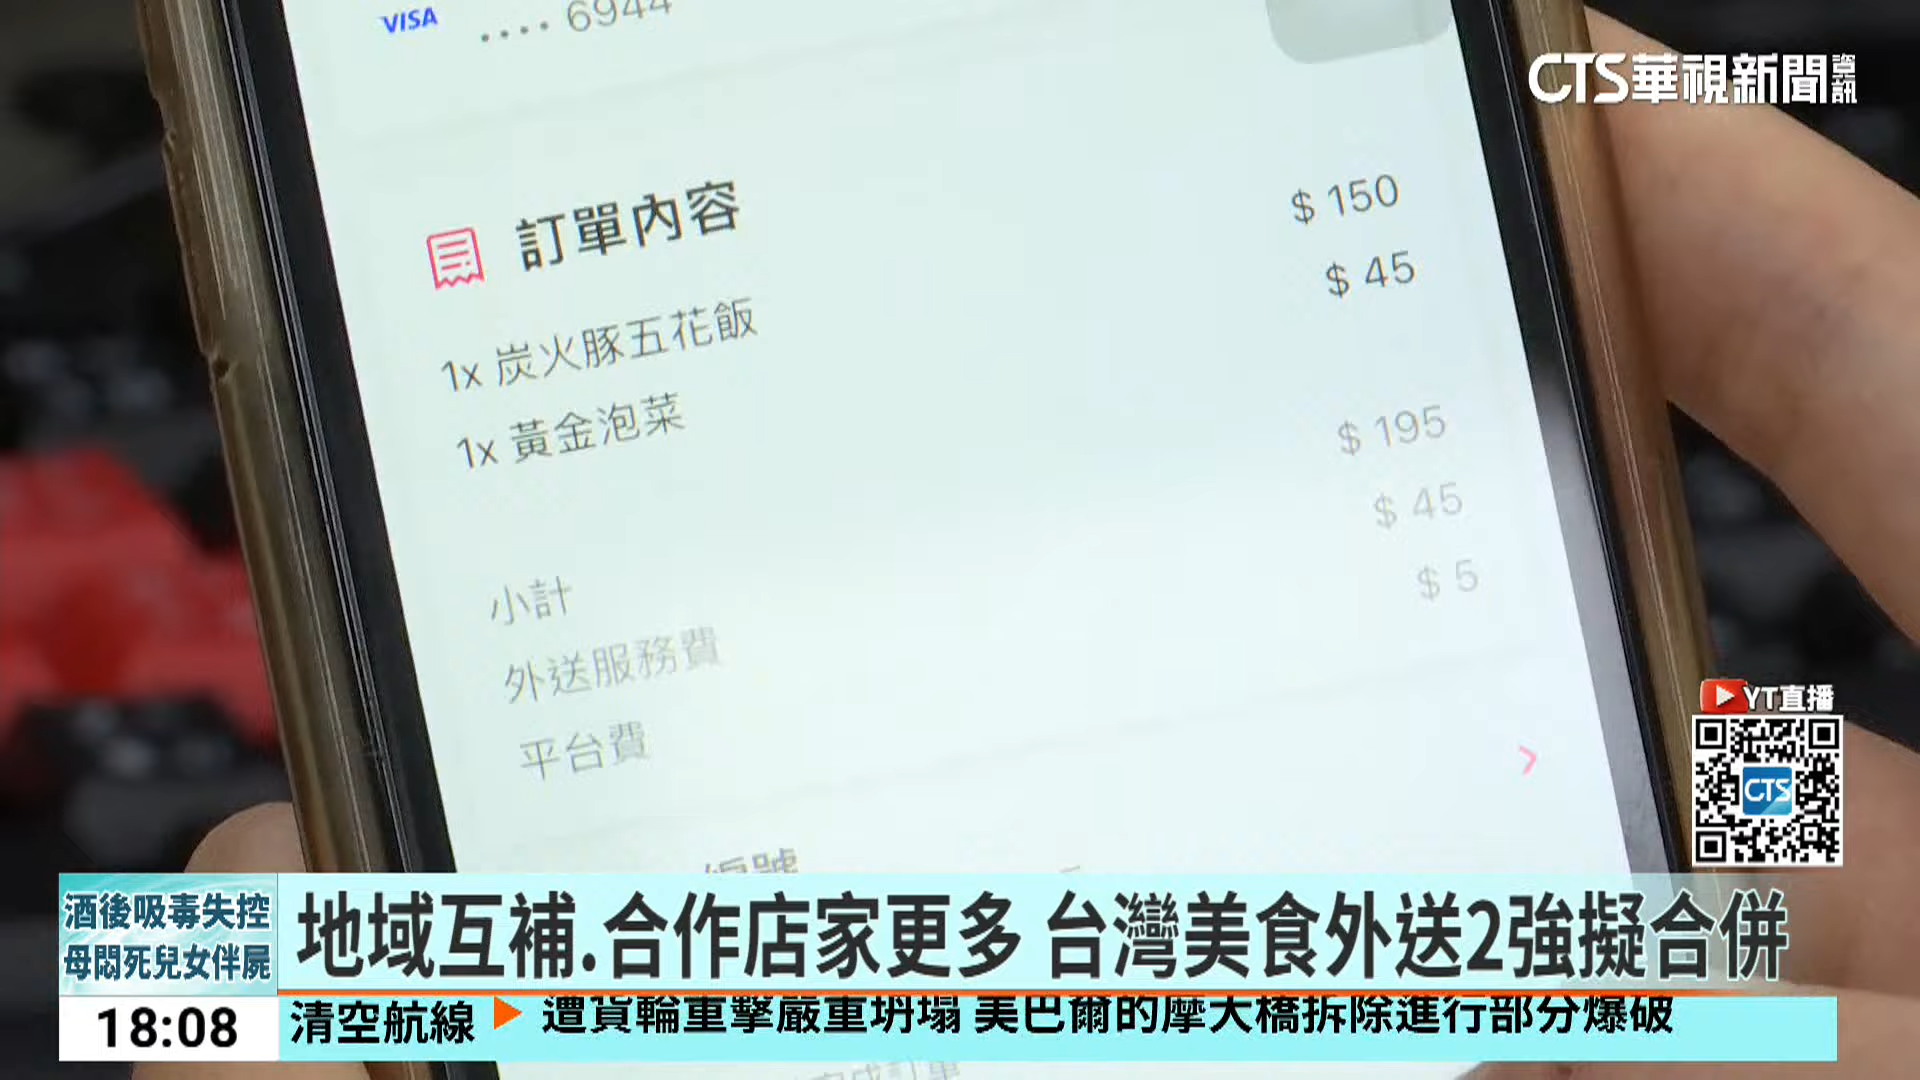 VISA .... 6944
CTS華視新聞資訊
訂單內容
1x 炭火豚五花飯 $ 150
1x 黃金泡菜 $ 45
小計 $ 195
外送服務費 $ 45
平台費 $ 5
編號
YT直播
CTS
酒後吸毒失控
母悶死兒女伴屍
地域互補.合作店家更多 台灣美食外送2強擬合併
18:08
清空航線 ▶ 遭貨輪重擊嚴重坍塌 美巴爾的摩大橋拆除進行部分爆破